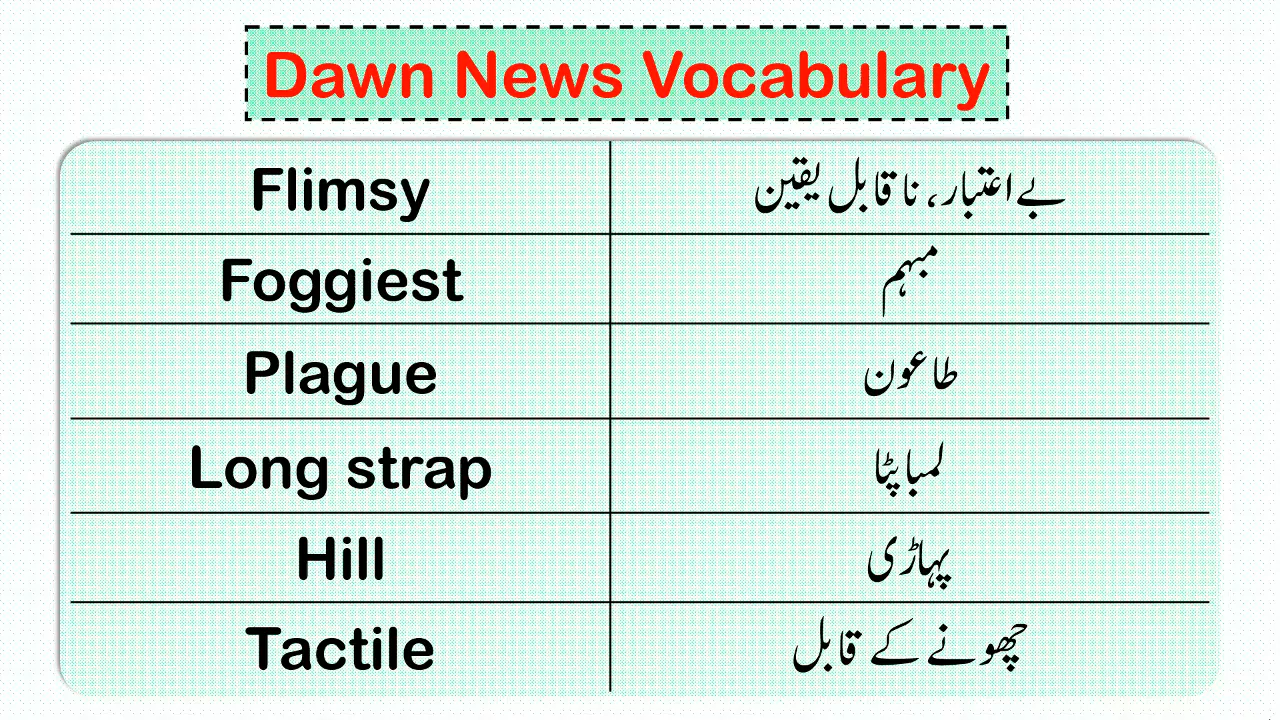 Dawn News Vocabulary
Flimsy
بے اعتبار، نا قابل یقین
Foggiest
مبہم
Plague
طاعون
Long strap
لمبا پٹا
Hill
پہاڑی
Tactile
چھونے کے قابل